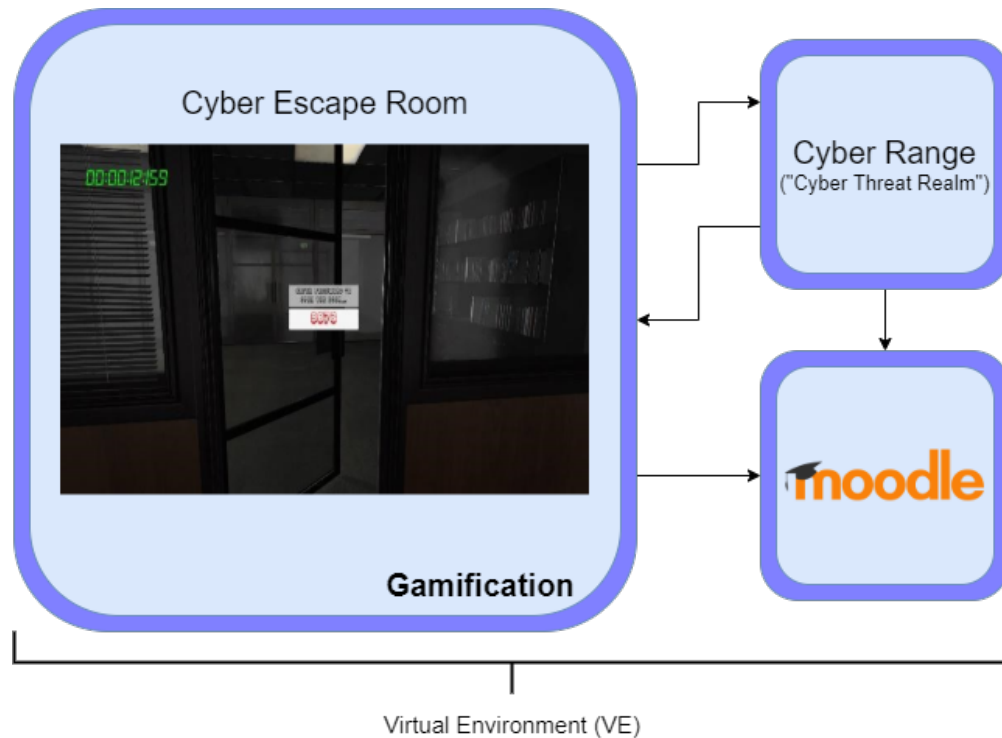 Cyber Escape Room
00:00:12:59
Cyber Range
("Cyber Threat Realm")
moodle
Gamification
Virtual Environment (VE)